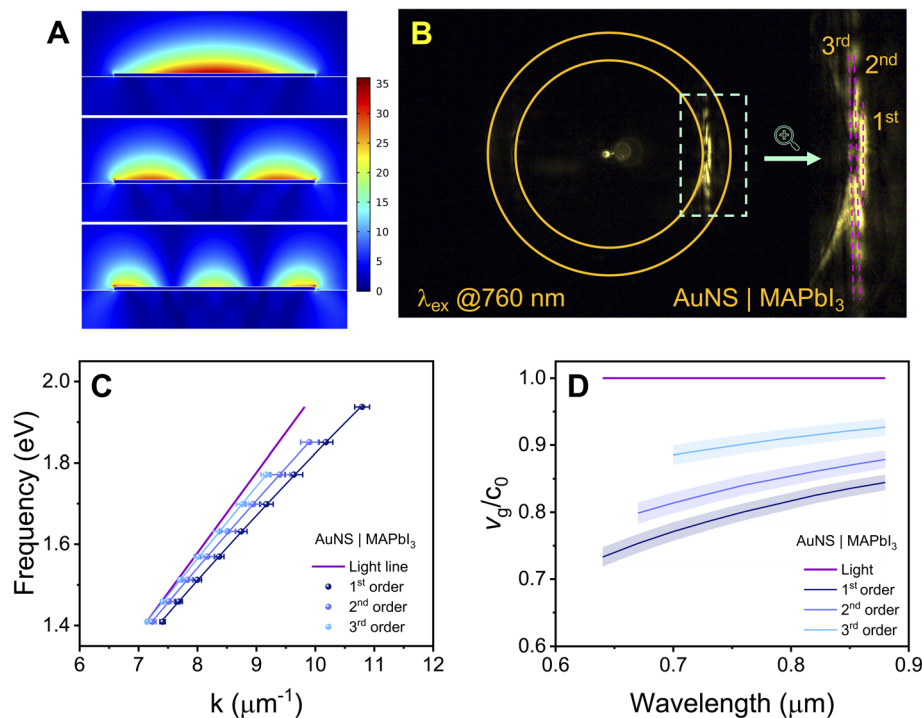 A
35
30
25
20
15
10
5
0
B
3rd
2nd
1st
λex @760 nm
AuNS | MAPbI3
C
Frequency (eV)
2.0
1.8
1.6
1.4
6 7 8 9 10 11 12
k (μm-1)
AuNS | MAPbI3
Light line
1st order
2nd order
3rd order
D
vg/c0
1.0
0.9
0.8
0.7
0.6
0.6 0.7 0.8 0.9
Wavelength (μm)
AuNS | MAPbI3
Light
1st order
2nd order
3rd order